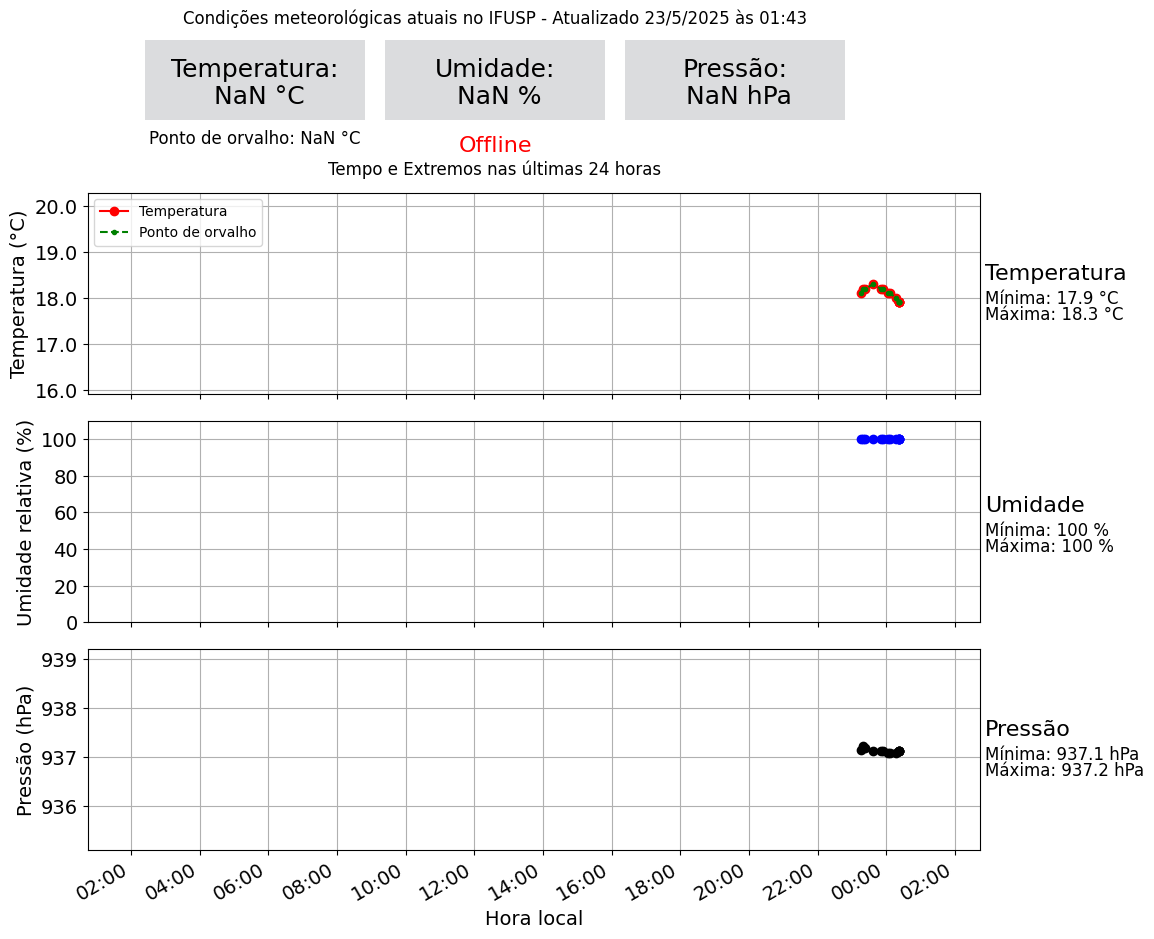 Condições meteorológicas atuais no IFUSP - Atualizado 23/5/2025 às 01:43
Temperatura:
NaN °C
Umidade:
NaN %
Pressão:
NaN hPa
Ponto de orvalho: NaN °C
Offline
Tempo e Extremos nas últimas 24 horas
Temperatura (°C)
20.0
19.0
18.0
17.0
16.0
Temperatura
Ponto de orvalho
Temperatura
Mínima: 17.9 °C
Máxima: 18.3 °C
Umidade relativa (%)
100
80
60
40
20
0
Umidade
Mínima: 100 %
Máxima: 100 %
Pressão (hPa)
939
938
937
936
Pressão
Mínima: 937.1 hPa
Máxima: 937.2 hPa
02:00 04:00 06:00 08:00 10:00 12:00 14:00 16:00 18:00 20:00 22:00 00:00 02:00
Hora local